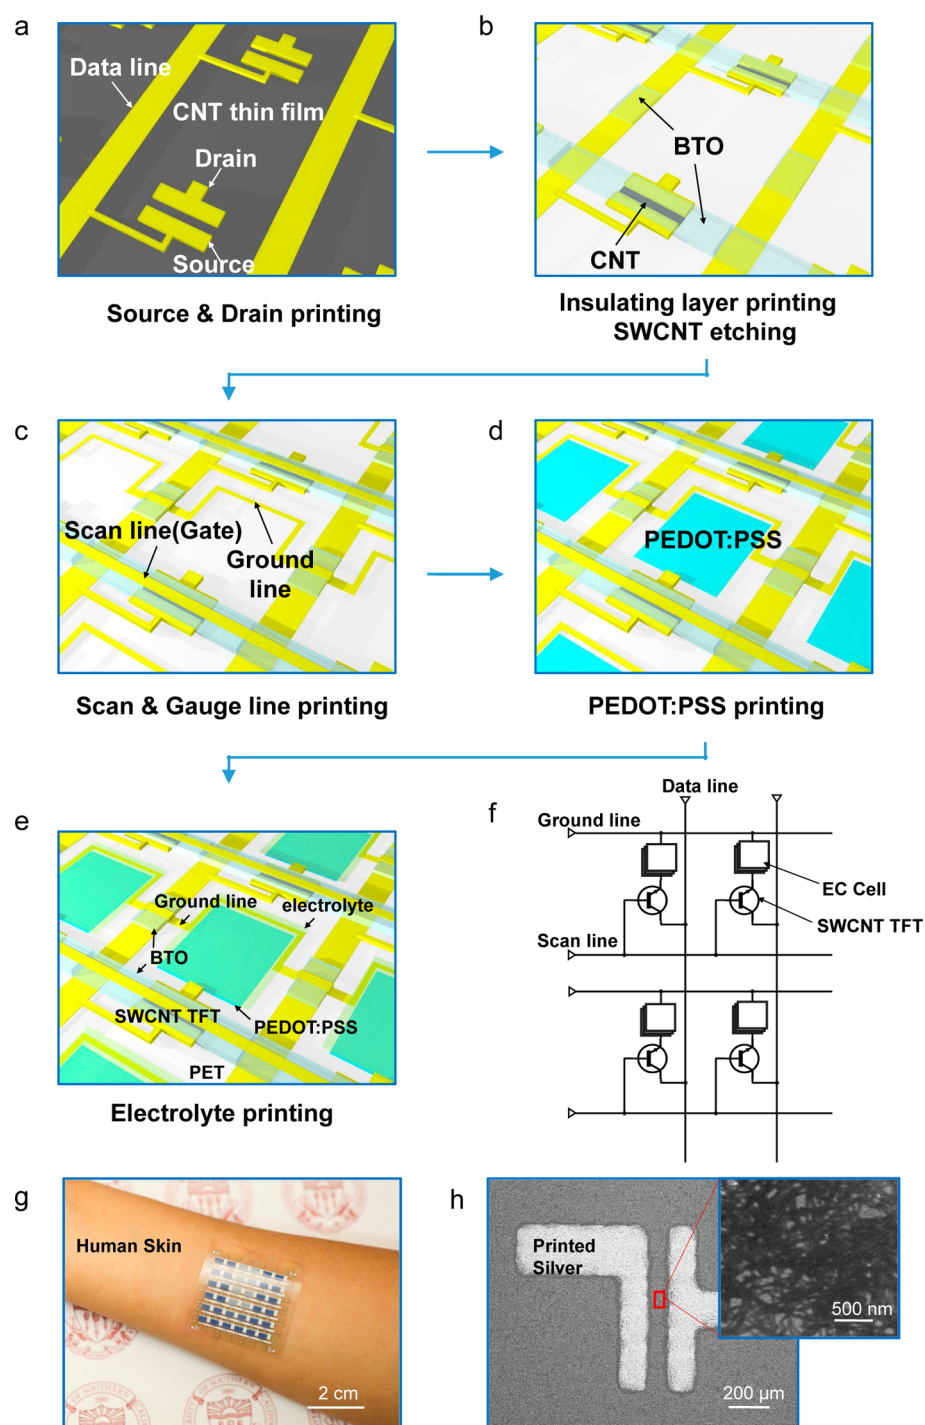 a
Data line
CNT thin film
Drain
Source
Source & Drain printing
b
BTO
CNT
Insulating layer printing
SWCNT etching
c
Scan line(Gate)
Ground
line
Scan & Gauge line printing
d
PEDOT:PSS
PEDOT:PSS printing
e
Ground line
electrolyte
BTO
SWCNT TFT
PEDOT:PSS
PET
Electrolyte printing
f
Data line
Ground line
EC Cell
SWCNT TFT
Scan line
g
Human Skin
2 cm
h
Printed
Silver
500 nm
200 µm